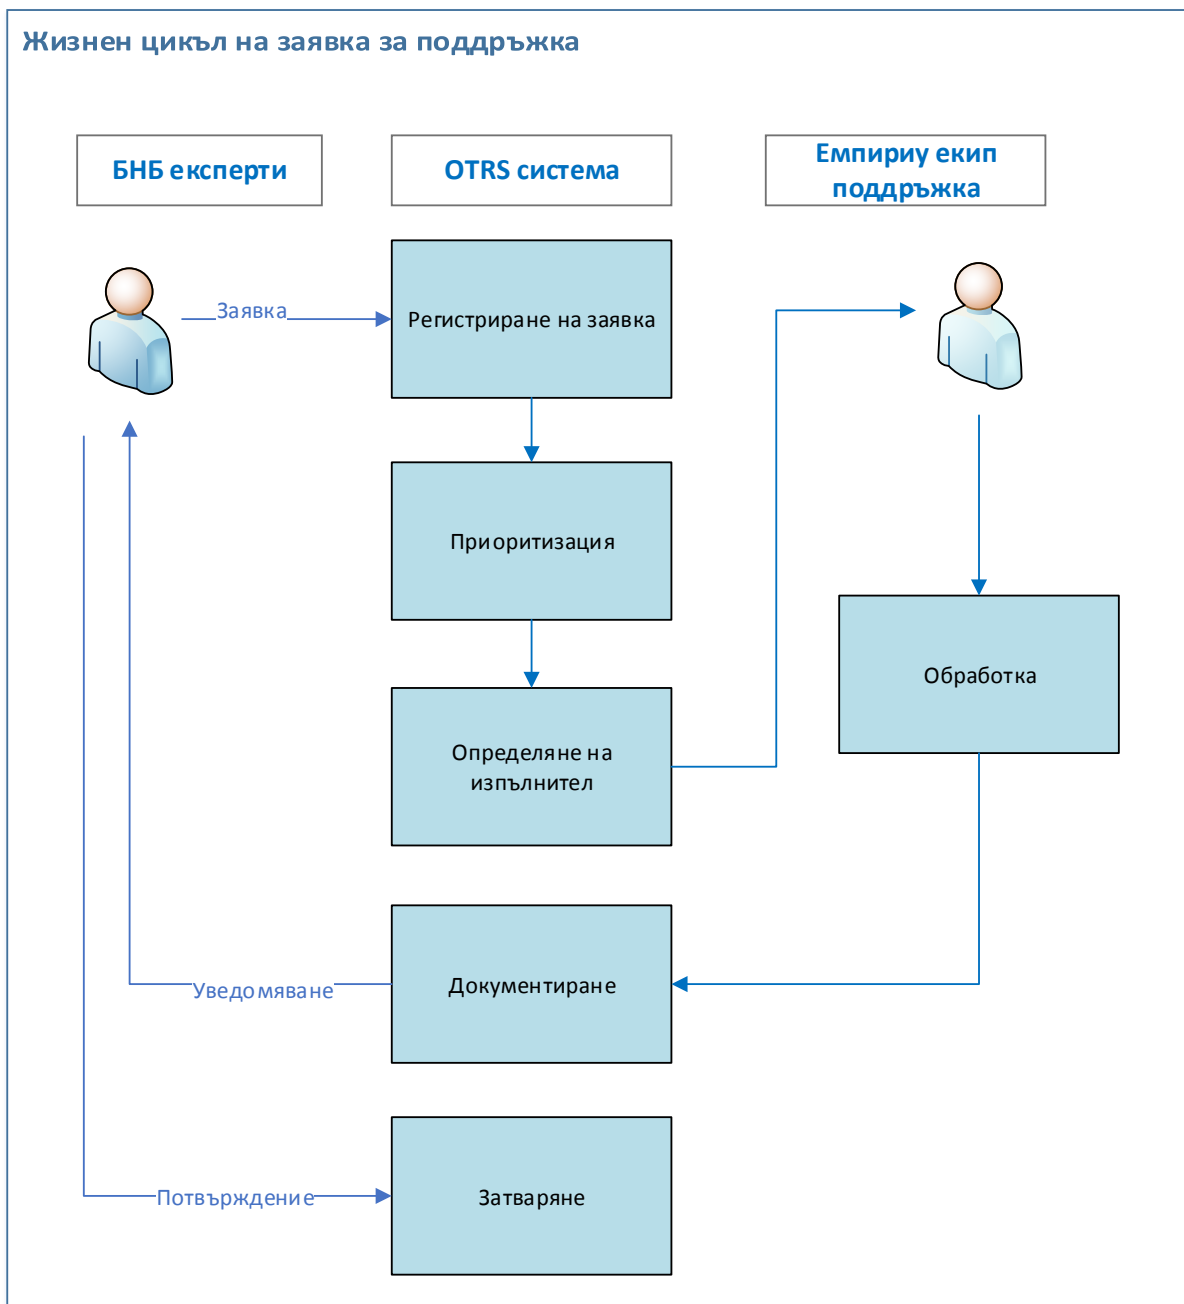 Жизнен цикъл на заявка за поддръжка
БНБ експерти
OTRS система
Емпириу екип
поддръжка
Заявка
Регистриране на заявка
Приоритизация
Обработка
Определяне на
изпълнител
Уведомяване
Документиране
Потвърждение
Затваряне